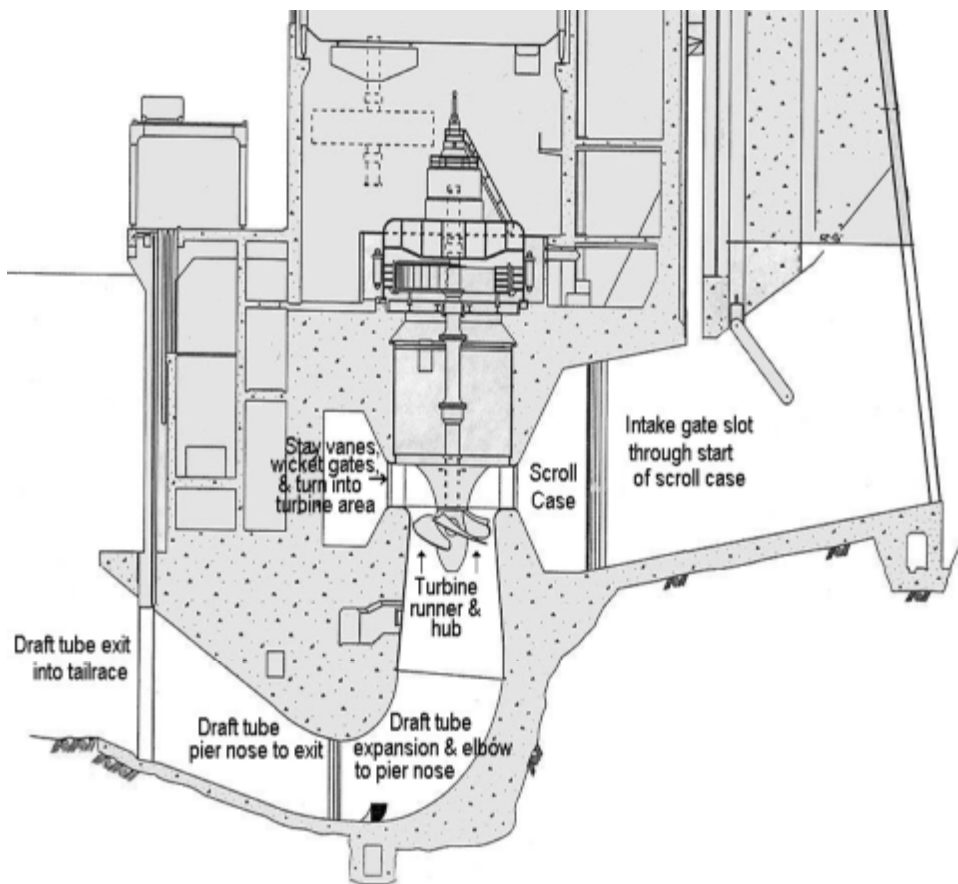 Stay vanes,
wicket gates,
& turn into
turbine area
Scroll
Case
Intake gate slot
through start
of scroll case
Turbine
runner &
hub
Draft tube exit
into tailrace
Draft tube
pier nose to exit
Draft tube
expansion & elbow
to pier nose